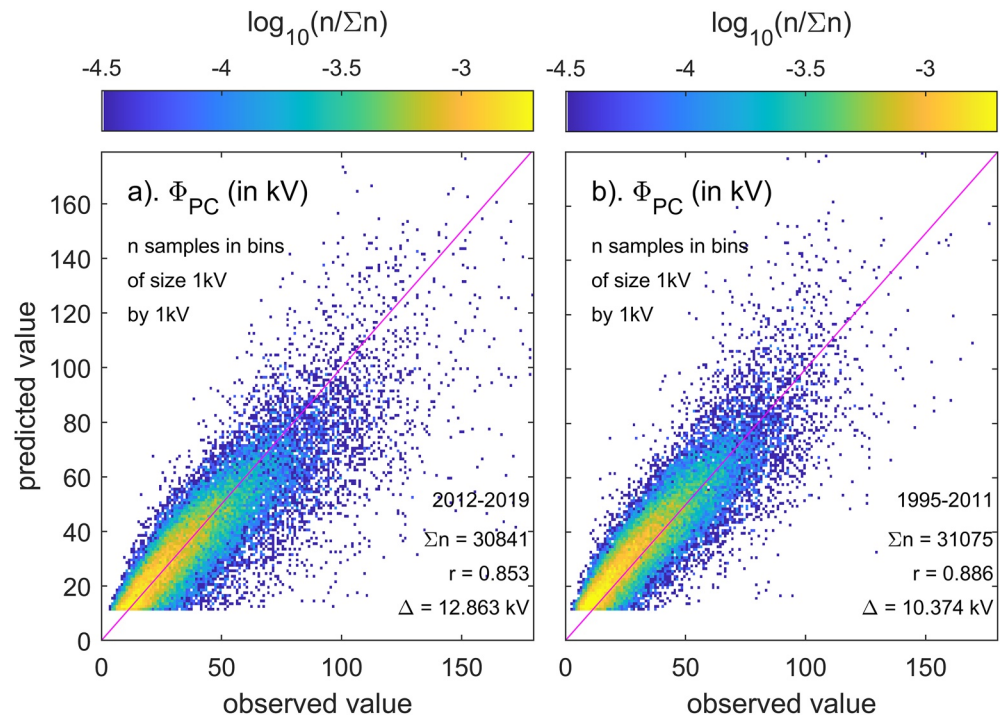 log10(n/Σn)
-4.5 -4 -3.5 -3
a). ΦPC (in kV)
n samples in bins
of size 1kV
by 1kV
2012-2019
Σn = 30841
r = 0.853
Δ = 12.863 kV
160
140
120
100
80
60
40
20
0
predicted value
0 50 100 150
observed value
log10(n/Σn)
-4.5 -4 -3.5 -3
b). ΦPC (in kV)
n samples in bins
of size 1kV
by 1kV
1995-2011
Σn = 31075
r = 0.886
Δ = 10.374 kV
0 50 100 150
observed value